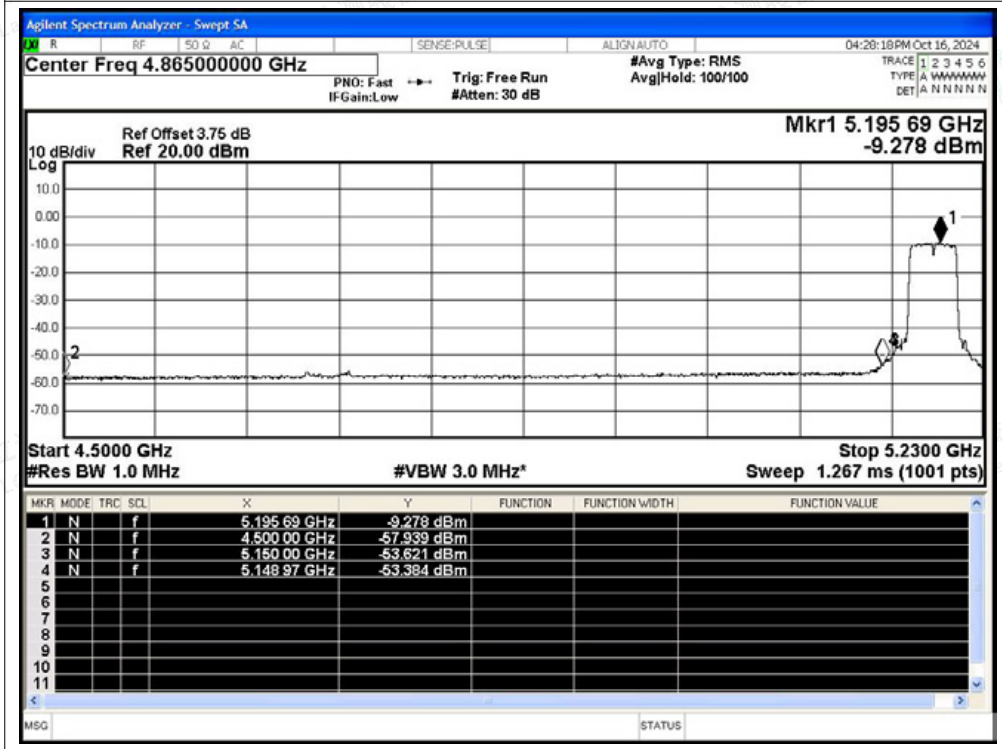 Agilent Spectrum Analyzer - Swept SA
R RF 50 Ω AC SENSE:PULSE ALIGN AUTO 04:28:18 PM Oct 16, 2024
Center Freq 4.865000000 GHz #Avg Type: RMS TRACE 1 2 3 4 5 6
PNO: Fast Trig: Free Run Avg|Hold: 100/100 TYPE A WWWWW
IFGain:Low #Atten: 30 dB DET A N N N N N
Mkr1 5.195 69 GHz
Ref Offset 3.75 dB
10 dB/div Ref 20.00 dBm -9.278 dBm
Log
10.0
0.00
1
-10.0
-20.0
-30.0
-40.0
-50.0
2
-60.0
-70.0
Start 4.5000 GHz Stop 5.2300 GHz
#Res BW 1.0 MHz #VBW 3.0 MHz* Sweep 1.267 ms (1001 pts)
MKR MODE TRC SCL X Y FUNCTION FUNCTION WIDTH FUNCTION VALUE
1 N f 5.195 69 GHz -9.278 dBm
2 N f 4.500 00 GHz -57.939 dBm
3 N f 5.150 00 GHz -53.621 dBm
4 N f 5.148 97 GHz -53.384 dBm
5
6
7
8
9
10
11
MSG STATUS